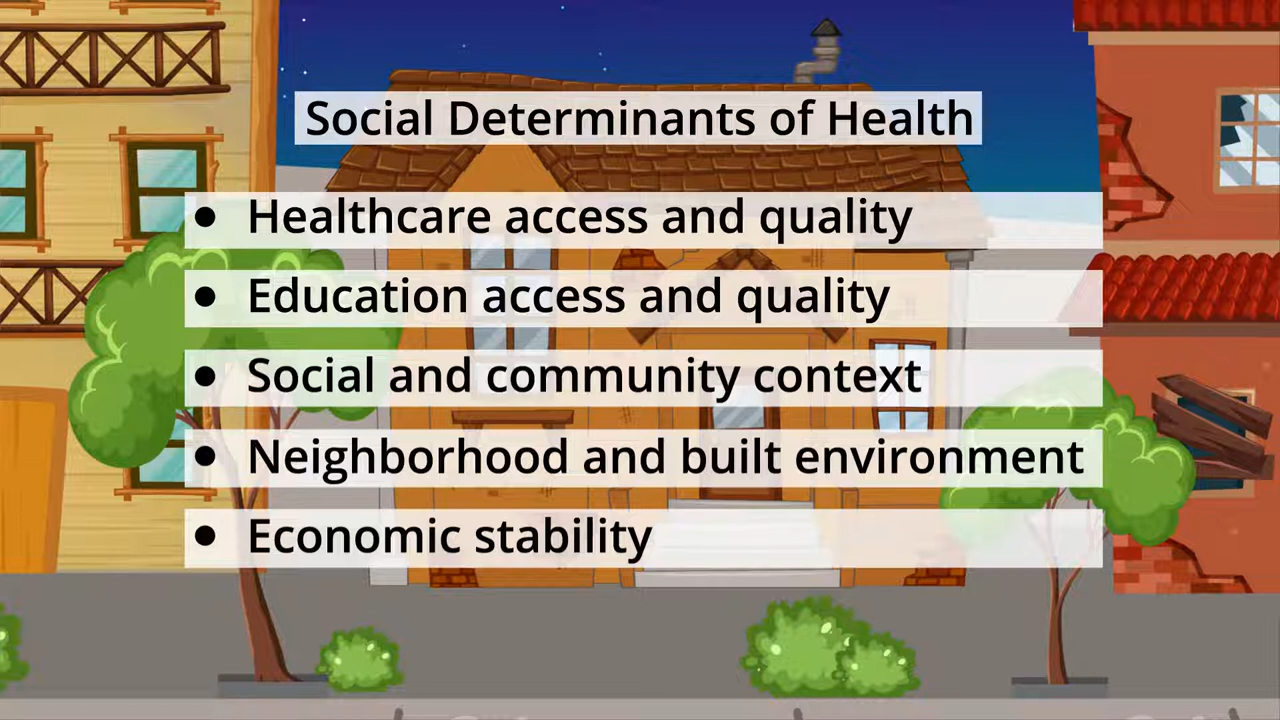 Social Determinants of Health
• Healthcare access and quality
• Education access and quality
• Social and community context
• Neighborhood and built environment
• Economic stability